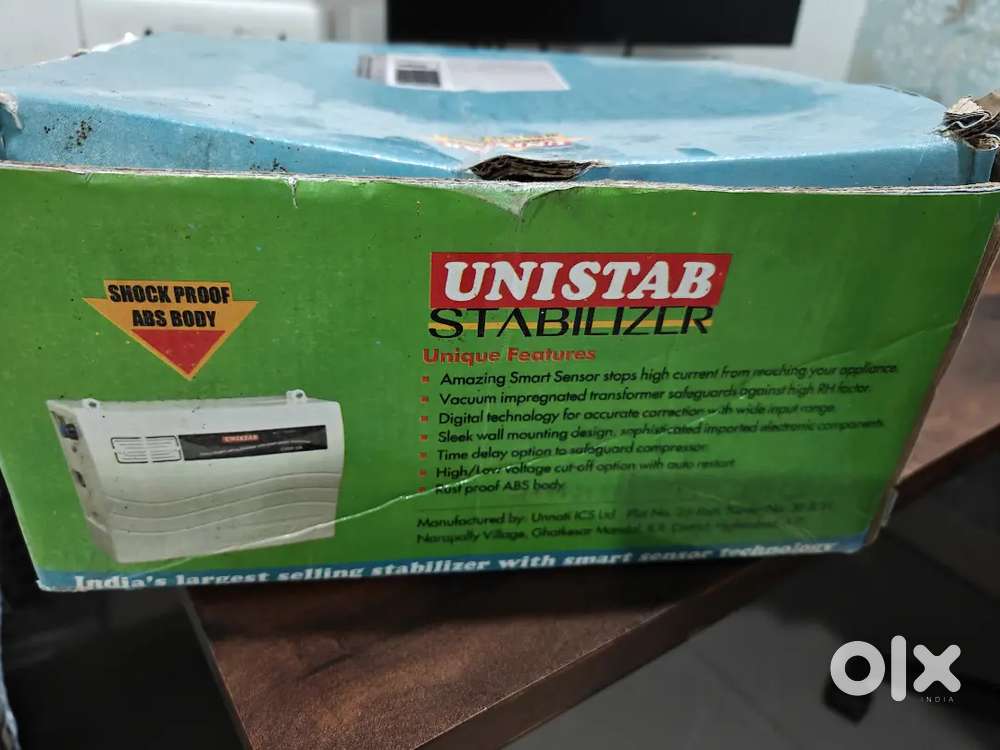 SHOCK PROOF
ABS BODY
UNISTAB
STABILIZER
Unique Features
Amazing Smart Sensor stops high current from reaching your appliance.
Vacuum impregnated transformer safeguards against high RH factor.
Digital technology for accurate correction with wide input range.
Sleek wall mounting design, sophisticated imported electronic components.
Time delay option to safeguard compressor.
High/Low voltage cut-off option with auto restart
Rust proof ABS body
Manufactured by: Unnati ICS Ltd
Narapally Village, Ghatkesar Mandal, R.R. District
UNISTAB
India's largest selling stabilizer with smart sensor technology
olx
INDIA